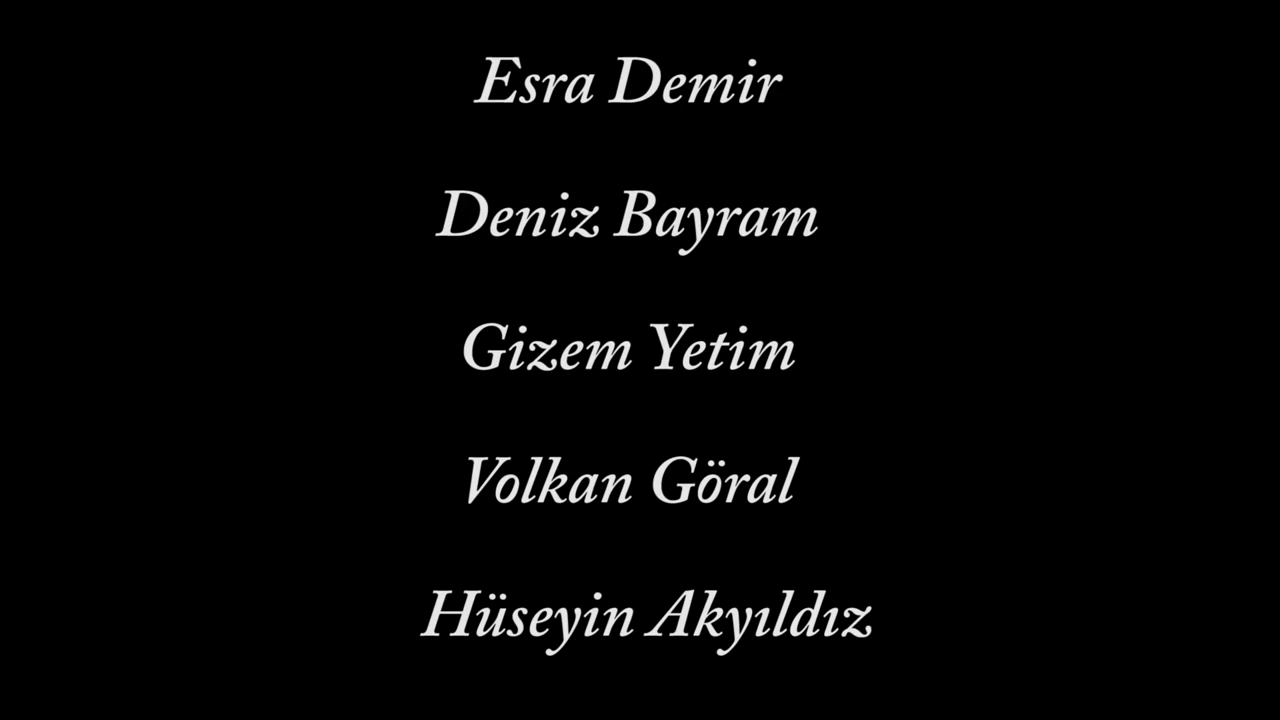 Esra Demir
Deniz Bayram
Gizem Yetim
Volkan Göral
Hüseyin Akyıldız